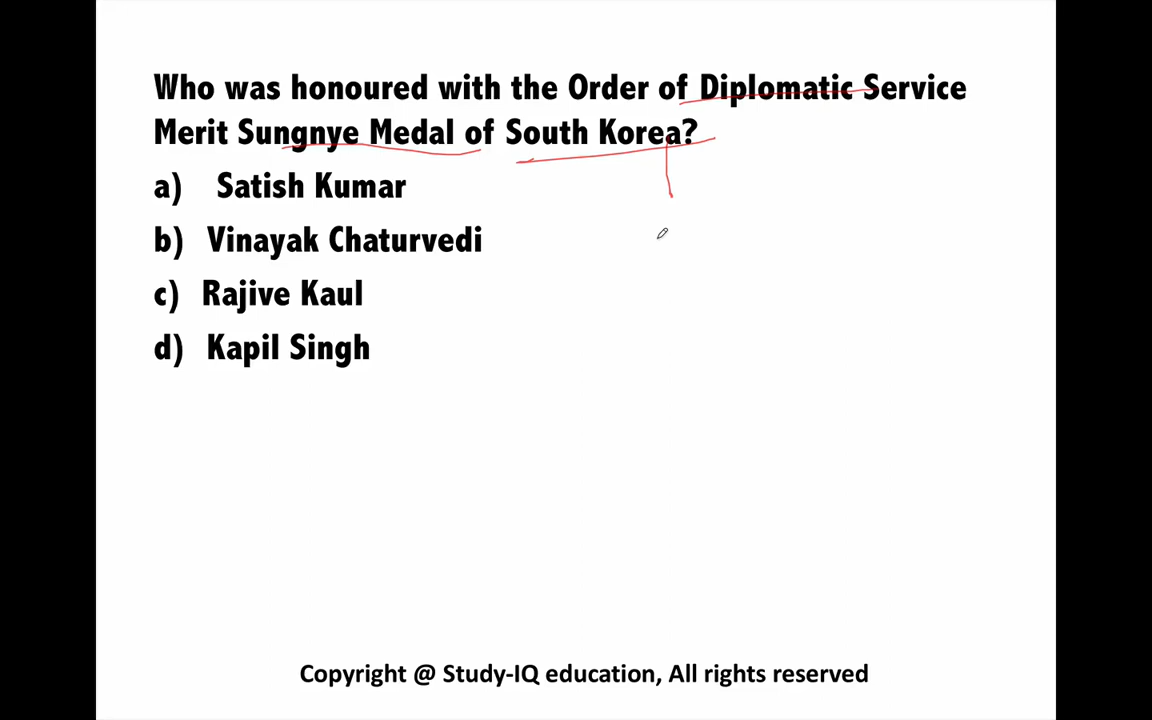 Who was honoured with the Order of Diplomatic Service
Merit Sungnye Medal of South Korea?
a) Satish Kumar
b) Vinayak Chaturvedi
c) Rajive Kaul
d) Kapil Singh
Copyright @ Study-IQ education, All rights reserved